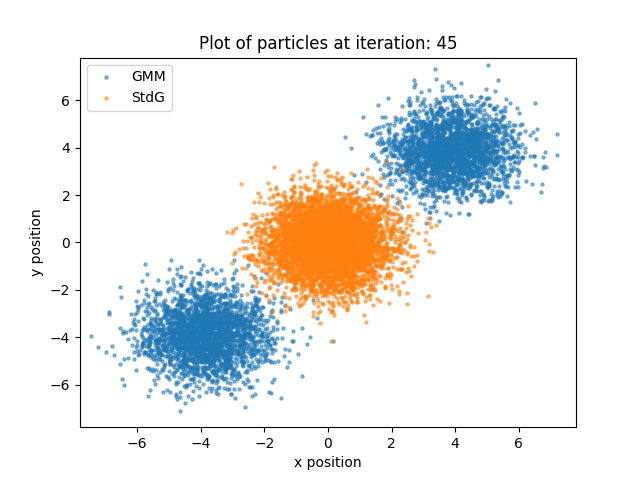 Plot of particles at iteration: 45
GMM
StdG
6
4
2
0
−2
−4
−6
y position
−6 −4 −2 0 2 4 6
x position